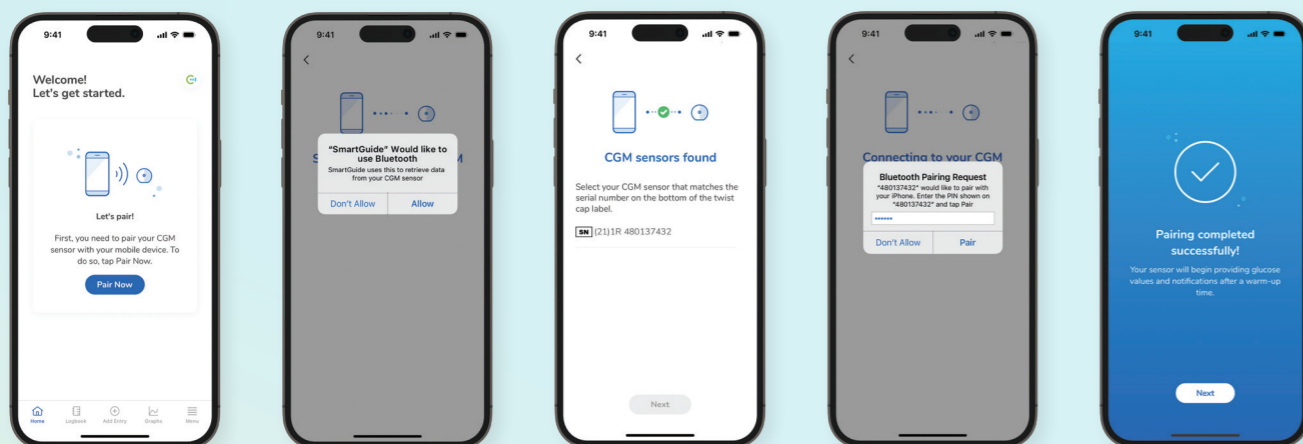 9:41
Welcome!
Let's get started.
Let's pair!
First, you need to pair your CGM
sensor with your mobile device. To
do so, tap Pair Now.
Pair Now
Home
Logbook
Add Entry
Graphs
Menu
9:41
"SmartGuide" Would like to
use Bluetooth
SmartGuide uses this to retrieve data
from your CGM sensor
Don't Allow
Allow
9:41
CGM sensors found
Select your CGM sensor that matches the
serial number on the bottom of the twist
cap label.
SN (21)1R 480137432
Next
9:41
Connecting to your CGM
Bluetooth Pairing Request
"480137432" would like to pair with
your iPhone. Enter the PIN shown on
"480137432" and tap Pair
••••••
Don't Allow
Pair
9:41
Pairing completed
successfully!
Your sensor will begin providing glucose
values and notifications after a warm-up
time.
Next